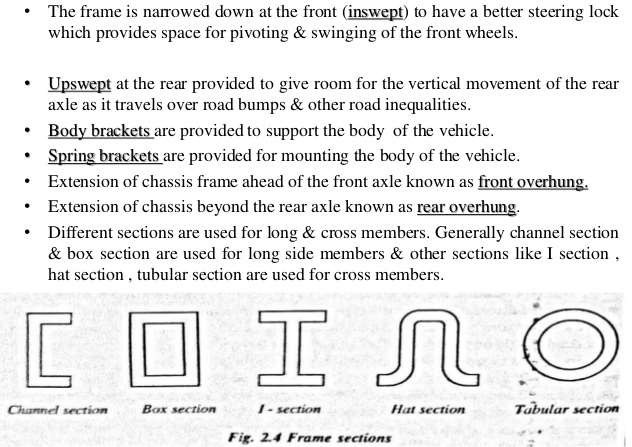 • The frame is narrowed down at the front (inswept) to have a better steering lock
which provides space for pivoting & swinging of the front wheels.
• Upswept at the rear provided to give room for the vertical movement of the rear
axle as it travels over road bumps & other road inequalities.
• Body brackets are provided to support the body of the vehicle.
• Spring brackets are provided for mounting the body of the vehicle.
• Extension of chassis frame ahead of the front axle known as front overhung.
• Extension of chassis beyond the rear axle known as rear overhung.
• Different sections are used for long & cross members. Generally channel section
& box section are used for long side members & other sections like I section ,
hat section , tubular section are used for cross members.
Channel section Box section I - section Hat section Tabular section
Fig. 2.4 Frame sections